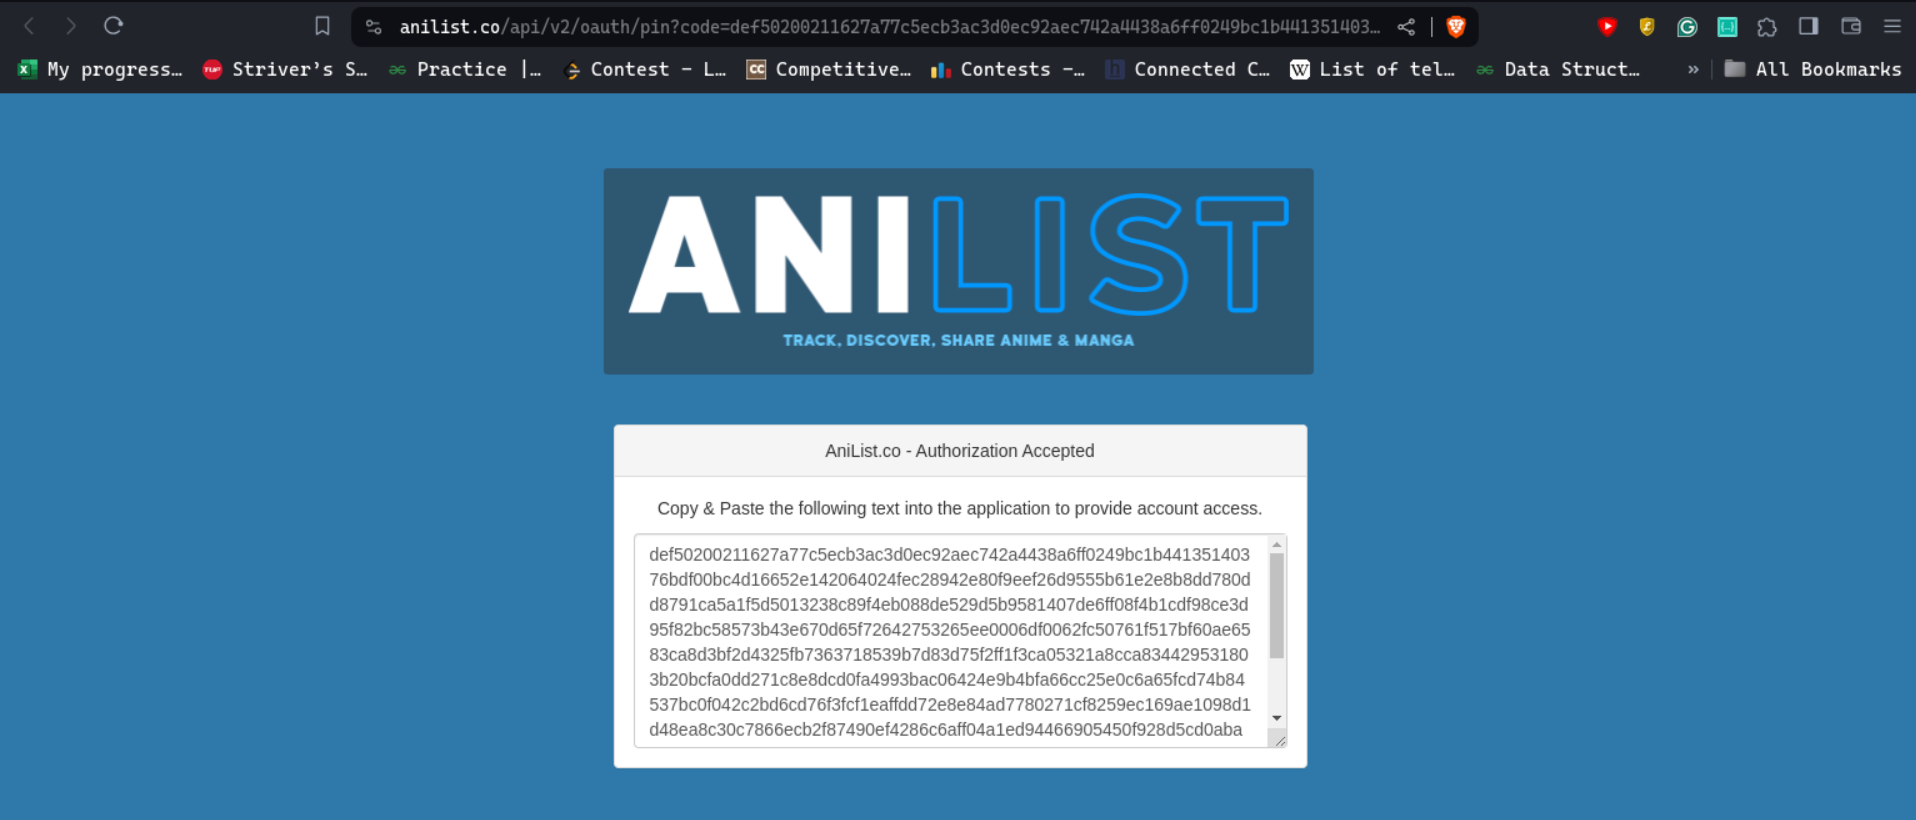 anilist.co/api/v2/oauth/pin?code=def50200211627a77c5ecb3ac3d0ec92aec742a4438a6ff0249bc1b441351403…
My progress…
TUF
Striver's S…
Practice |…
Contest – L…
CC
Competitive…
Contests –…
h
Connected C…
W
List of tel…
Data Struct…
»
All Bookmarks
ANILIST
TRACK, DISCOVER, SHARE ANIME & MANGA
AniList.co - Authorization Accepted
Copy & Paste the following text into the application to provide account access.
def50200211627a77c5ecb3ac3d0ec92aec742a4438a6ff0249bc1b441351403
76bdf00bc4d16652e142064024fec28942e80f9eef26d9555b61e2e8b8dd780d
d8791ca5a1f5d5013238c89f4eb088de529d5b9581407de6ff08f4b1cdf98ce3d
95f82bc58573b43e670d65f72642753265ee0006df0062fc50761f517bf60ae65
83ca8d3bf2d4325fb7363718539b7d83d75f2ff1f3ca05321a8cca83442953180
3b20bcfa0dd271c8e8dcd0fa4993bac06424e9b4bfa66cc25e0c6a65fcd74b84
537bc0f042c2bd6cd76f3fcf1eaffdd72e8e84ad7780271cf8259ec169ae1098d1
d48ea8c30c7866ecb2f87490ef4286c6aff04a1ed94466905450f928d5cd0aba